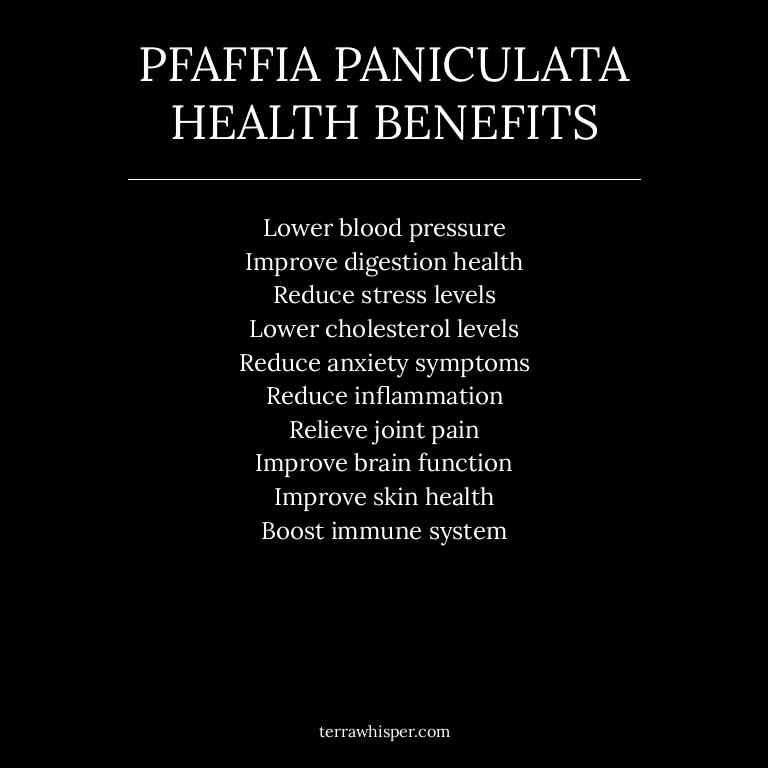 PFAFFIA PANICULATA
HEALTH BENEFITS
Lower blood pressure
Improve digestion health
Reduce stress levels
Lower cholesterol levels
Reduce anxiety symptoms
Reduce inflammation
Relieve joint pain
Improve brain function
Improve skin health
Boost immune system
terrawhisper.com